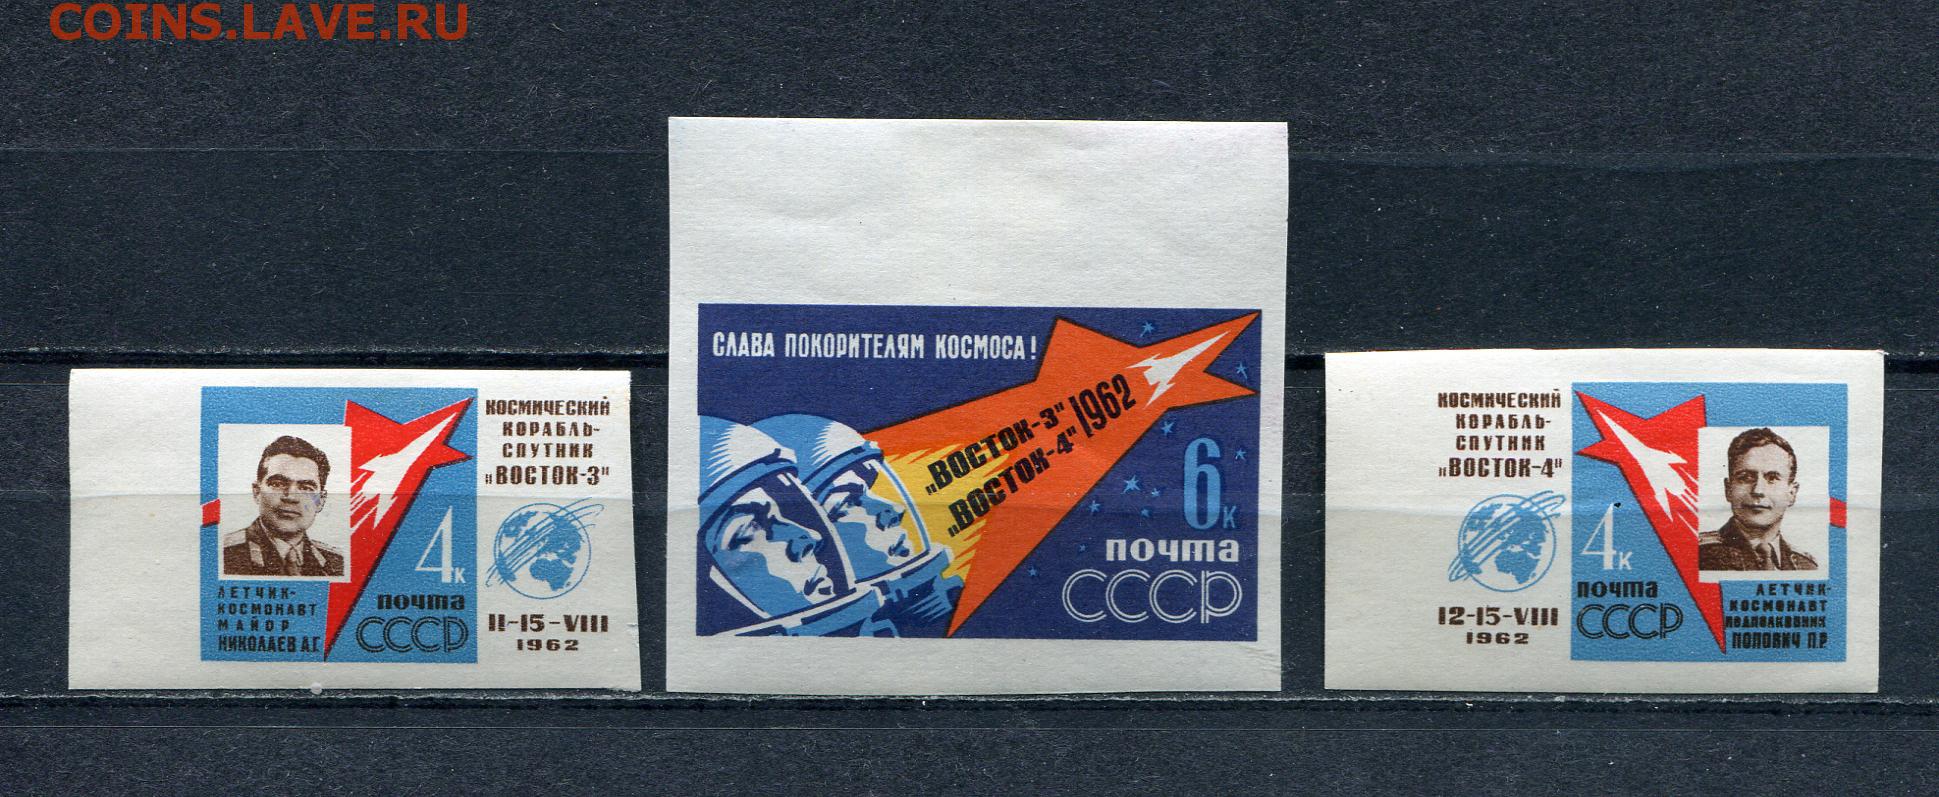 COINS.LAVE.RU
ЛЕТЧИК-
КОСМОНАВТ
МАЙОР
НИКОЛАЕВ А.Г.
4к
почта
СССР
КОСМИЧЕСКИЙ
КОРАБЛЬ-
СПУТНИК
„ВОСТОК-3"
11-15-VIII
1962
СЛАВА ПОКОРИТЕЛЯМ КОСМОСА!
„ВОСТОК-3"
„ВОСТОК-4"
1962
6к
почта
СССР
КОСМИЧЕСКИЙ
КОРАБЛЬ-
СПУТНИК
„ВОСТОК-4"
12-15-VIII
1962
4к
почта
СССР
ЛЕТЧИК-
КОСМОНАВТ
ПОДПОЛКОВНИК
ПОПОВИЧ П.Р.